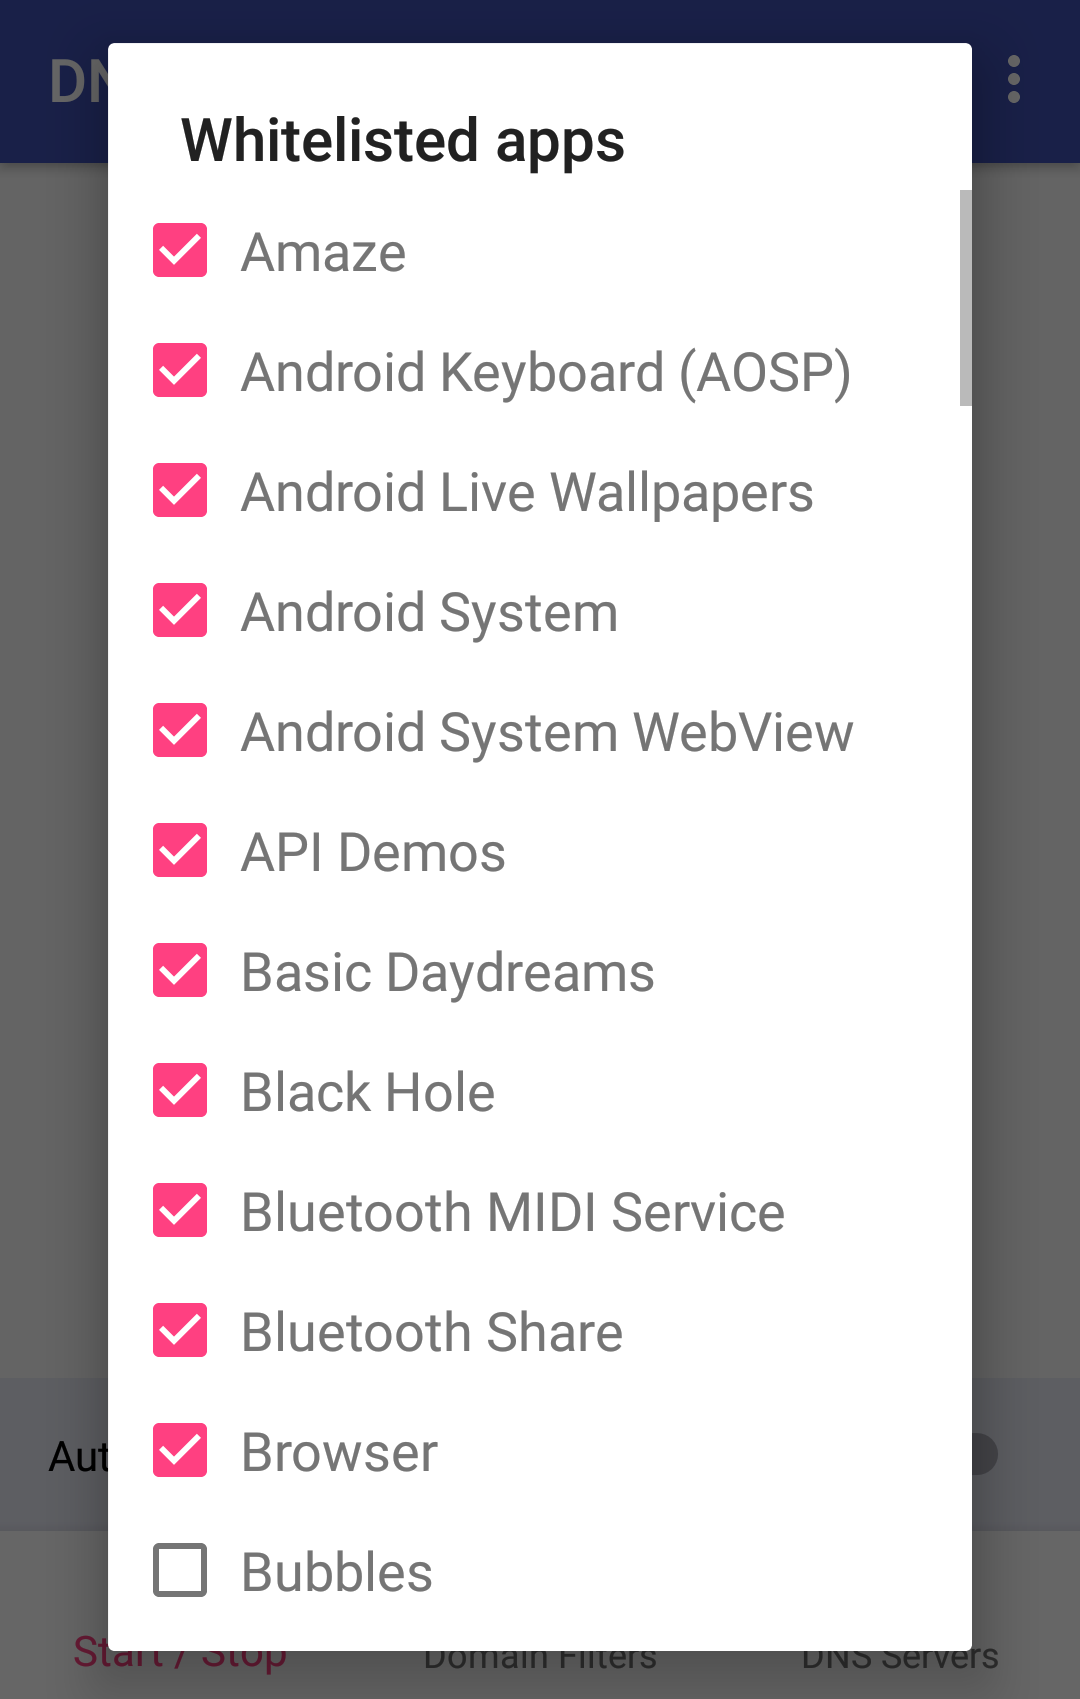 DN
Whitelisted apps
Amaze
Android Keyboard (AOSP)
Android Live Wallpapers
Android System
Android System WebView
API Demos
Basic Daydreams
Black Hole
Bluetooth MIDI Service
Bluetooth Share
Browser
Aut
Bubbles
Start / Stop
Domain Filters
DNS Servers